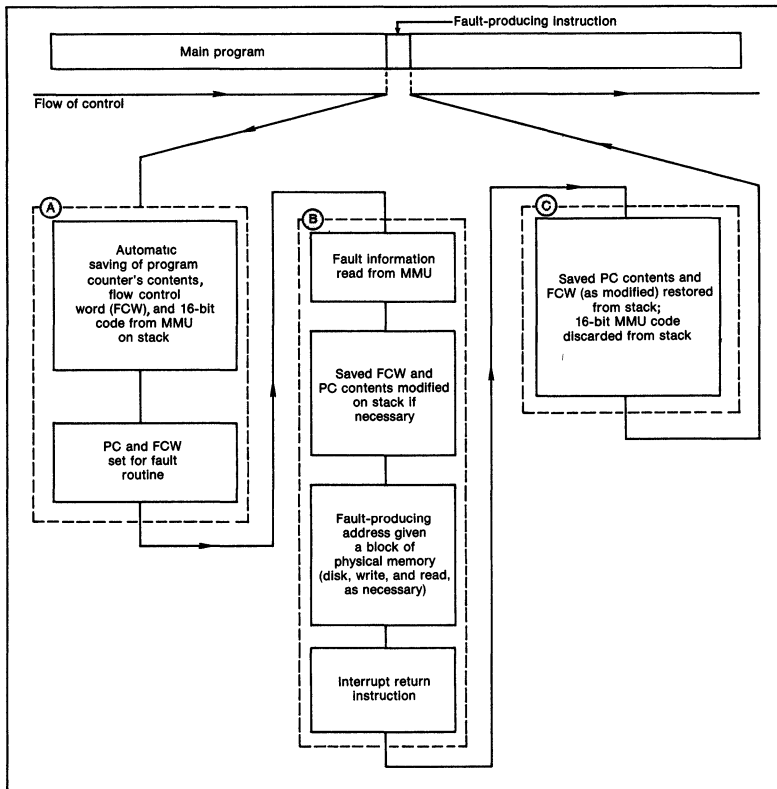 Fault-producing instruction
Main program
Flow of control
A
Automatic
saving of program
counter's contents,
flow control
word (FCW), and 16-bit
code from MMU
on stack
PC and FCW
set for fault
routine
B
Fault information
read from MMU
Saved FCW and
PC contents modified
on stack if
necessary
Fault-producing
address given
a block of
physical memory
(disk, write, and read,
as necessary)
Interrupt return
instruction
C
Saved PC contents and
FCW (as modified) restored
from stack;
16-bit MMU code
discarded from stack